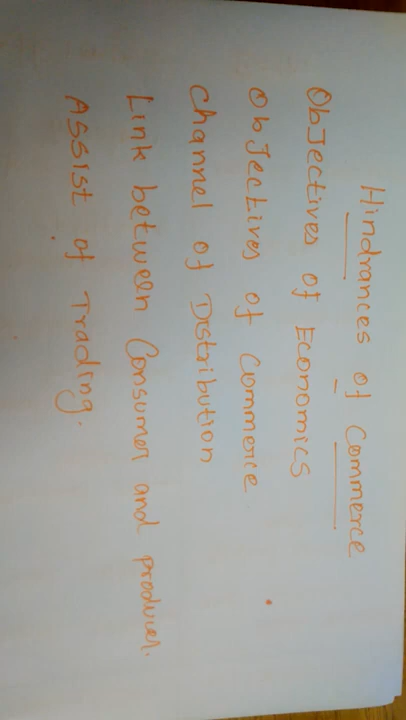 Hindrances of Commerce
Objectives of Economics
Objectives of Commerce
Channel of Distribution
Link between Consumer and producer.
Assist of Trading.